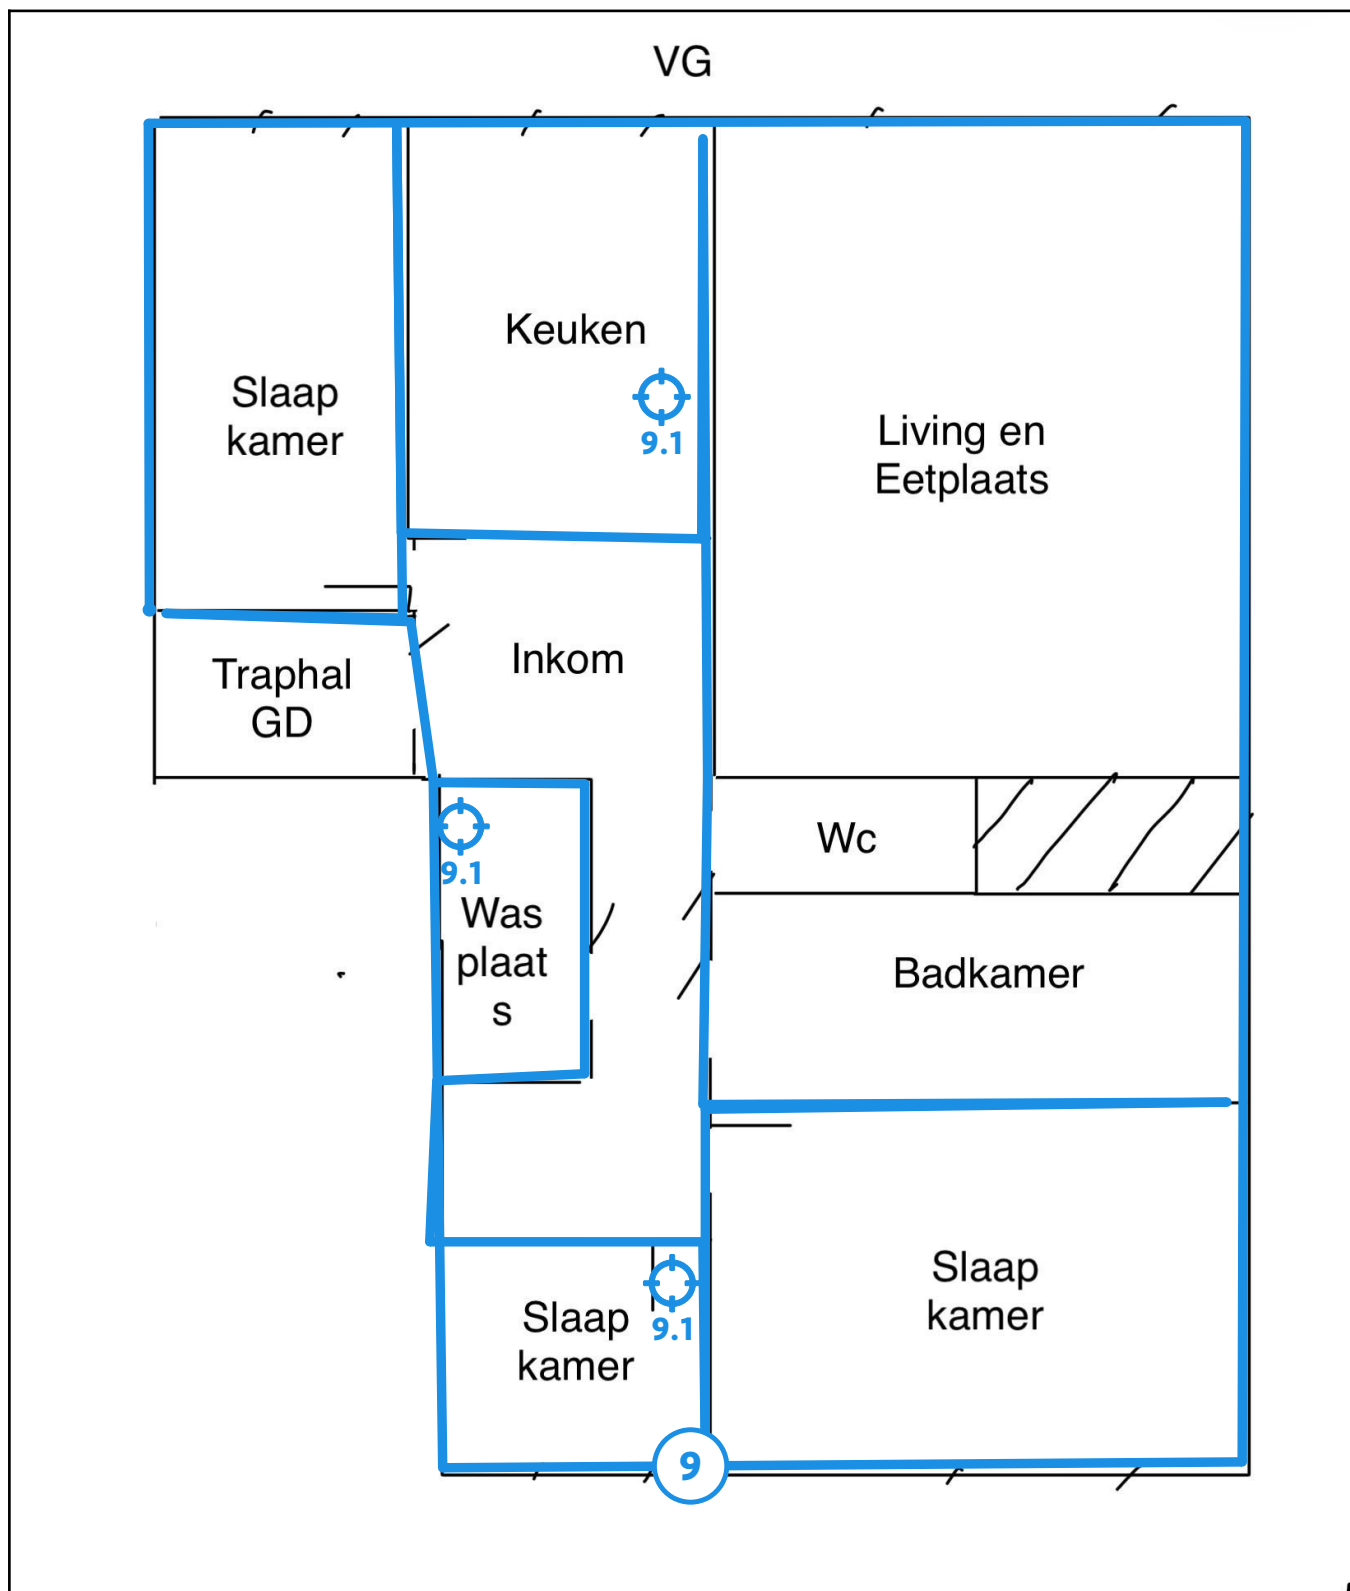 VG
Keuken
Slaap
kamer
9.1
Living en
Eetplaats
Inkom
Traphal
GD
Wc
9.1
Was
plaat
s
Badkamer
Slaap
kamer
Slaap
kamer
9.1
9